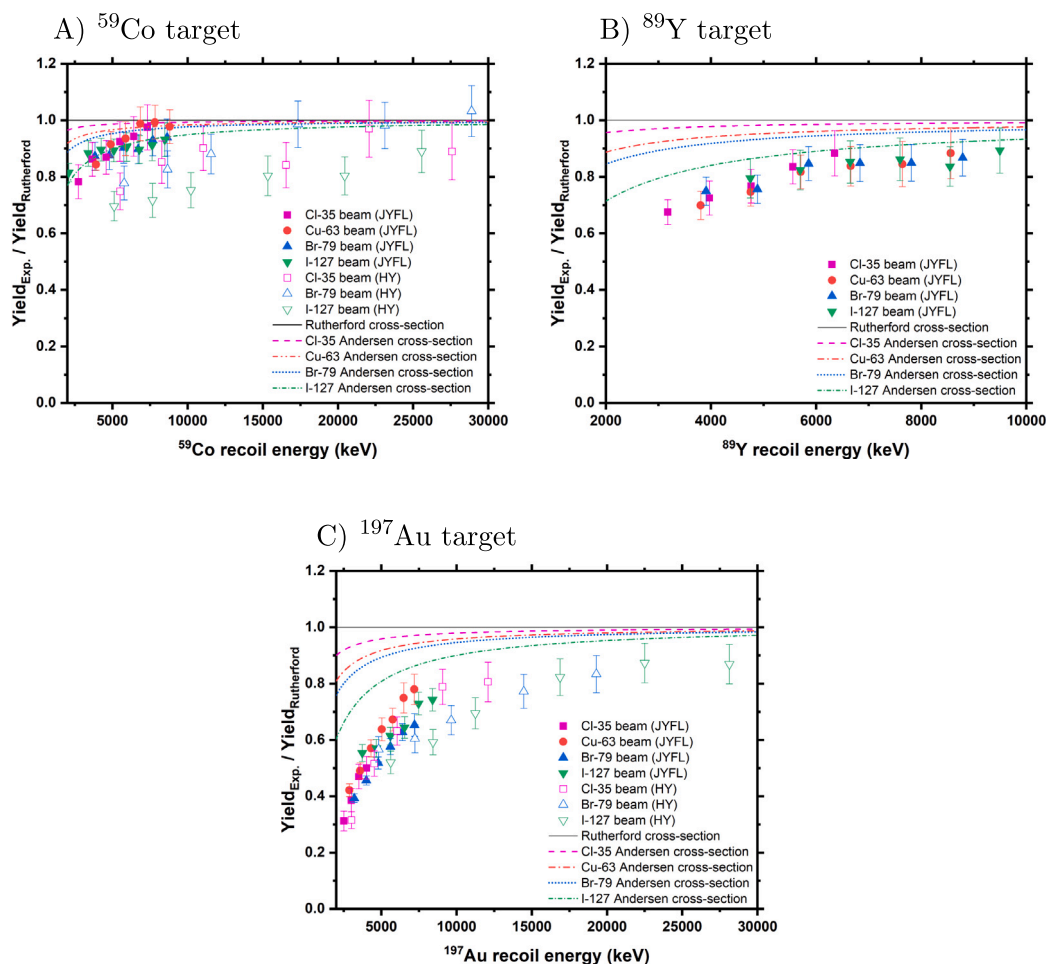 A) ⁵⁹Co target
1.2
1.0
0.8
0.6
0.4
0.2
0.0
Yield_Exp. / Yield_Rutherford
Cl-35 beam (JYFL)
Cu-63 beam (JYFL)
Br-79 beam (JYFL)
I-127 beam (JYFL)
Cl-35 beam (HY)
Br-79 beam (HY)
I-127 beam (HY)
Rutherford cross-section
Cl-35 Andersen cross-section
Cu-63 Andersen cross-section
Br-79 Andersen cross-section
I-127 Andersen cross-section
5000 10000 15000 20000 25000 30000
⁵⁹Co recoil energy (keV)
B) ⁸⁹Y target
1.2
1.0
0.8
0.6
0.4
0.2
0.0
Yield_Exp. / Yield_Rutherford
Cl-35 beam (JYFL)
Cu-63 beam (JYFL)
Br-79 beam (JYFL)
I-127 beam (JYFL)
Rutherford cross-section
Cl-35 Andersen cross-section
Cu-63 Andersen cross-section
Br-79 Andersen cross-section
I-127 Andersen cross-section
2000 4000 6000 8000 10000
⁸⁹Y recoil energy (keV)
C) ¹⁹⁷Au target
1.2
1.0
0.8
0.6
0.4
0.2
0.0
Yield_Exp. / Yield_Rutherford
Cl-35 beam (JYFL)
Cu-63 beam (JYFL)
Br-79 beam (JYFL)
I-127 beam (JYFL)
Cl-35 beam (HY)
Br-79 beam (HY)
I-127 beam (HY)
Rutherford cross-section
Cl-35 Andersen cross-section
Cu-63 Andersen cross-section
Br-79 Andersen cross-section
I-127 Andersen cross-section
5000 10000 15000 20000 25000 30000
¹⁹⁷Au recoil energy (keV)